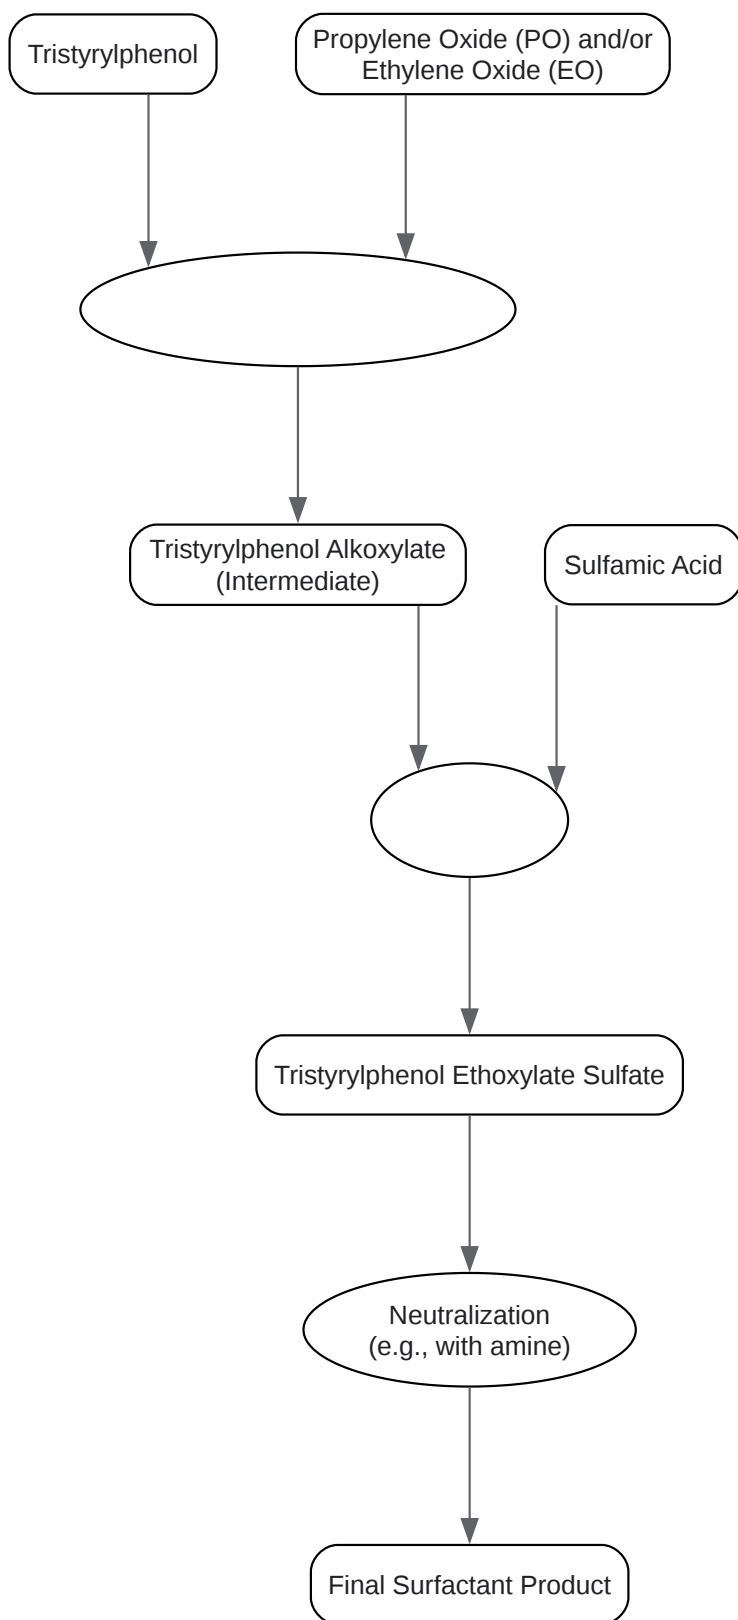 Tristyrylphenol
Propylene Oxide (PO) and/or
Ethylene Oxide (EO)
Tristyrylphenol Alkoxylate
(Intermediate)
Sulfamic Acid
Tristyrylphenol Ethoxylate Sulfate
Neutralization
(e.g., with amine)
Final Surfactant Product